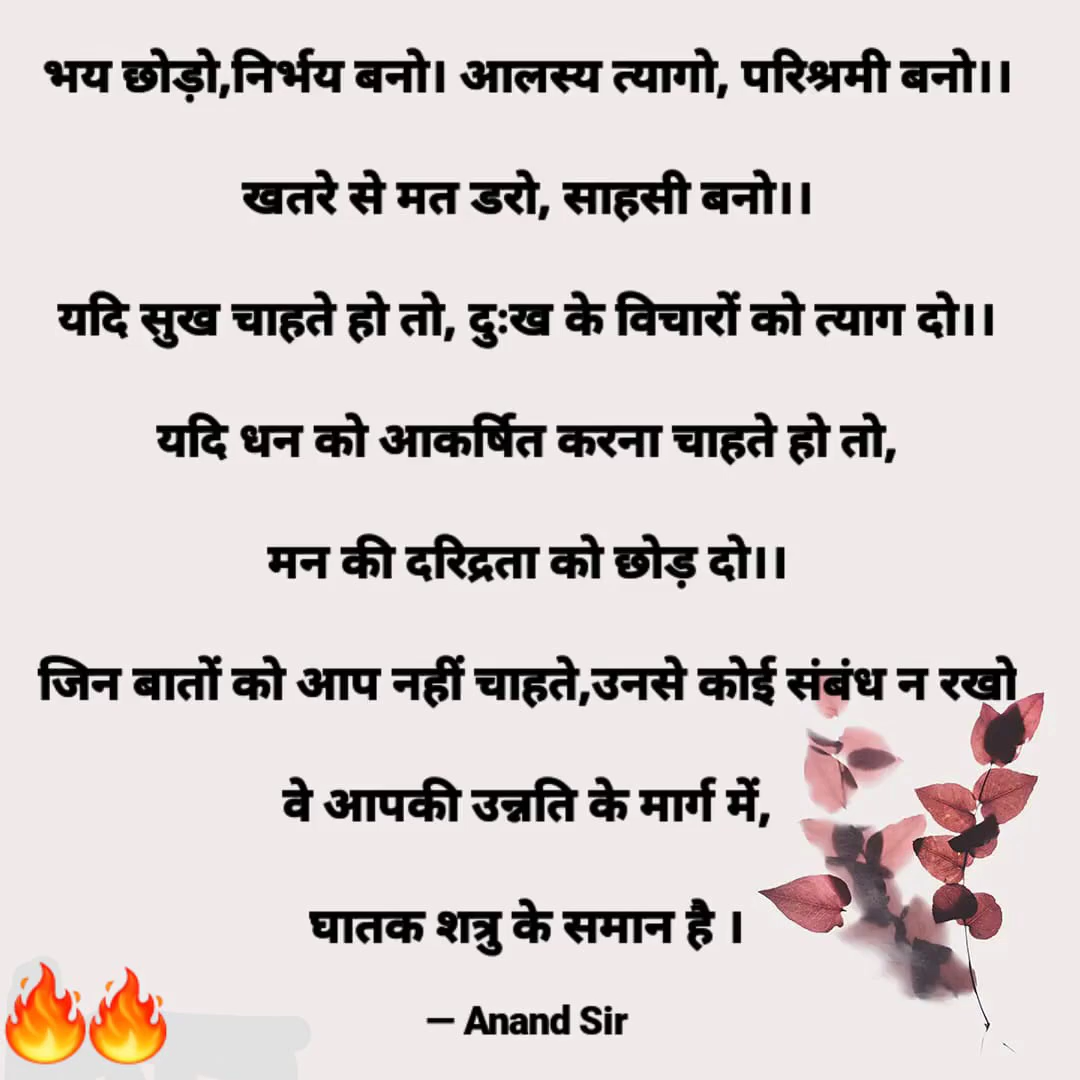 भय छोड़ो,निर्भय बनो। आलस्य त्यागो, परिश्रमी बनो।।
खतरे से मत डरो, साहसी बनो।।
यदि सुख चाहते हो तो, दुःख के विचारों को त्याग दो।।
यदि धन को आकर्षित करना चाहते हो तो,
मन की दरिद्रता को छोड़ दो।।
जिन बातों को आप नहीं चाहते,उनसे कोई संबंध न रखो
वे आपकी उन्नति के मार्ग में,
घातक शत्रु के समान है ।
— Anand Sir